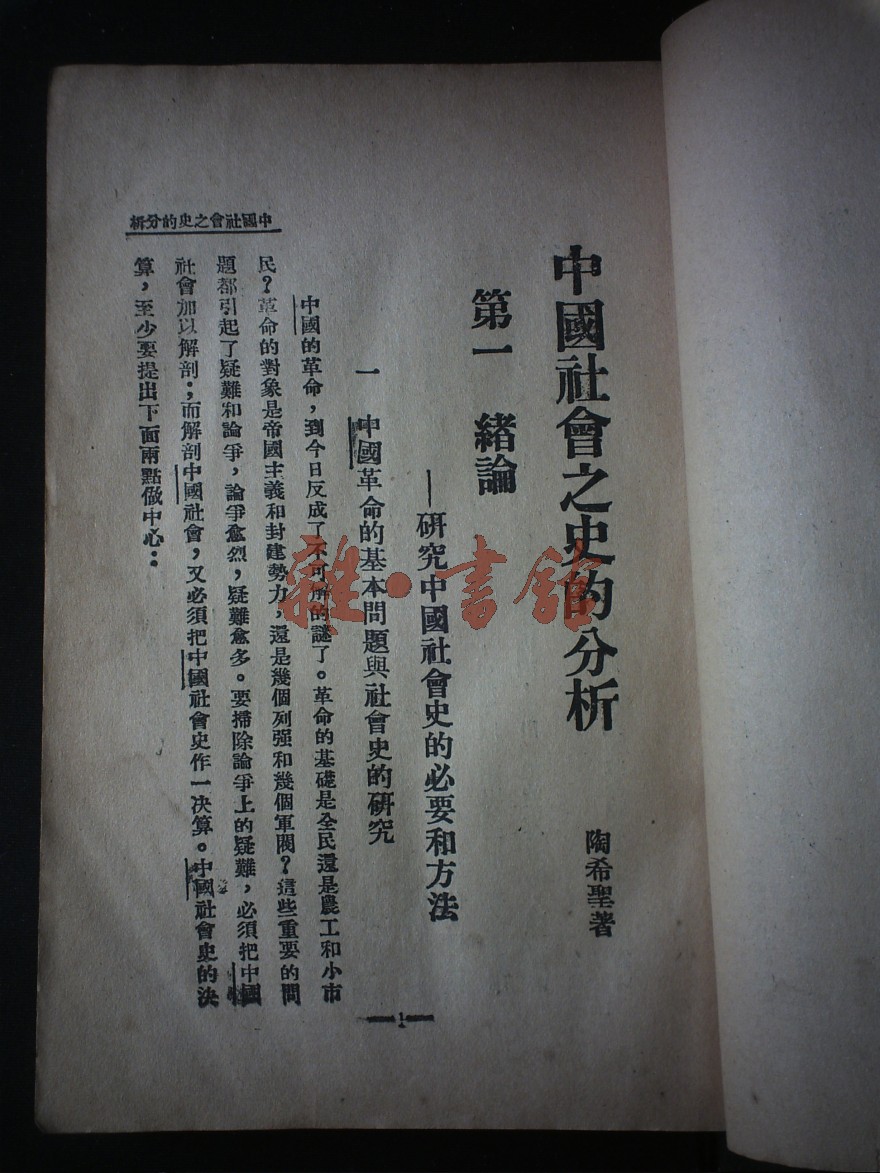 中國社會之史的分析
陶希聖著
第一　緒論
—研究中國社會史的必要和方法
一　中國革命的基本問題與社會史的研究
中國的革命，到今日反成了不可解的謎了。革命的基礎是全民還是農工和小市
民？革命的對象是帝國主義和封建勢力，還是幾個列强和幾個軍閥？這些重要的問
題都引起了疑難和論爭，論爭愈烈，疑難愈多。要掃除論爭上的疑難，必須把中國
社會加以解剖；而解剖中國社會，又必須把中國社會史作一决算。中國社會史的决
算，至少要提出下面兩點做中心：
中國社會之史的分析
1
雜·書館